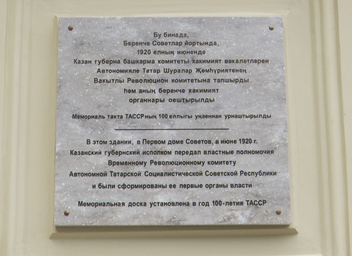 Бу бинада,
Беренче Советлар йортында,
1920 елның июнендә
Казан губерна башкарма комитеты хакимият вәкаләтләрен
Автономияле Татар Шуралар Җөмһүриятенең
Вакытлы Революцион комитетына тапшырды
һәм аның беренче хакимият
органнары оештырылды
Мемориаль такта ТАССРның 100 еллыгы уңаеннан урнаштырылды
В этом здании, в Первом доме Советов, в июне 1920 г.
Казанский губернский исполком передал властные полномочия
Временному Революционному комитету
Автономной Татарской Социалистической Советской Республики
и были сформированы ее первые органы власти
Мемориальная доска установлена в год 100-летия ТАССР